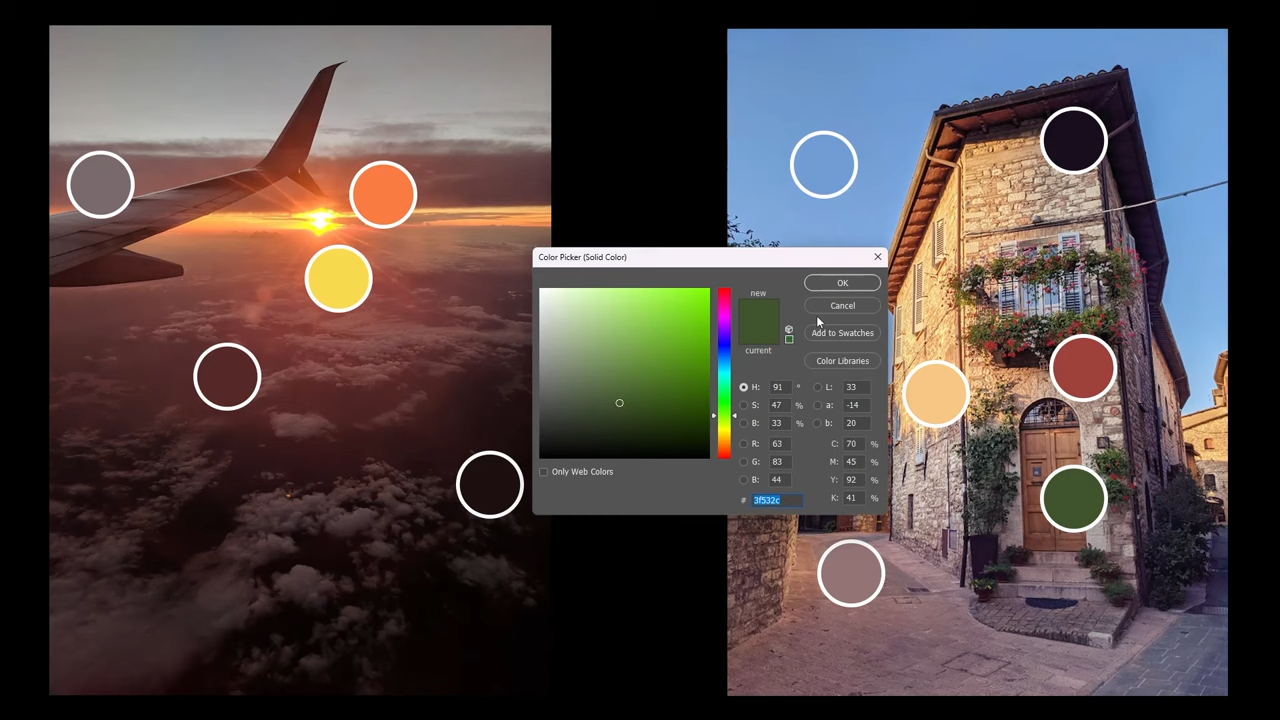 Color Picker (Solid Color)
new
OK
Cancel
Add to Swatches
current
Color Libraries
H: 91 °
L: 33
S: 47 %
a: -14
B: 33 %
b: 20
R: 63
C: 70 %
G: 83
M: 45 %
B: 44
Y: 92 %
Only Web Colors
# 3f532c
K: 41 %